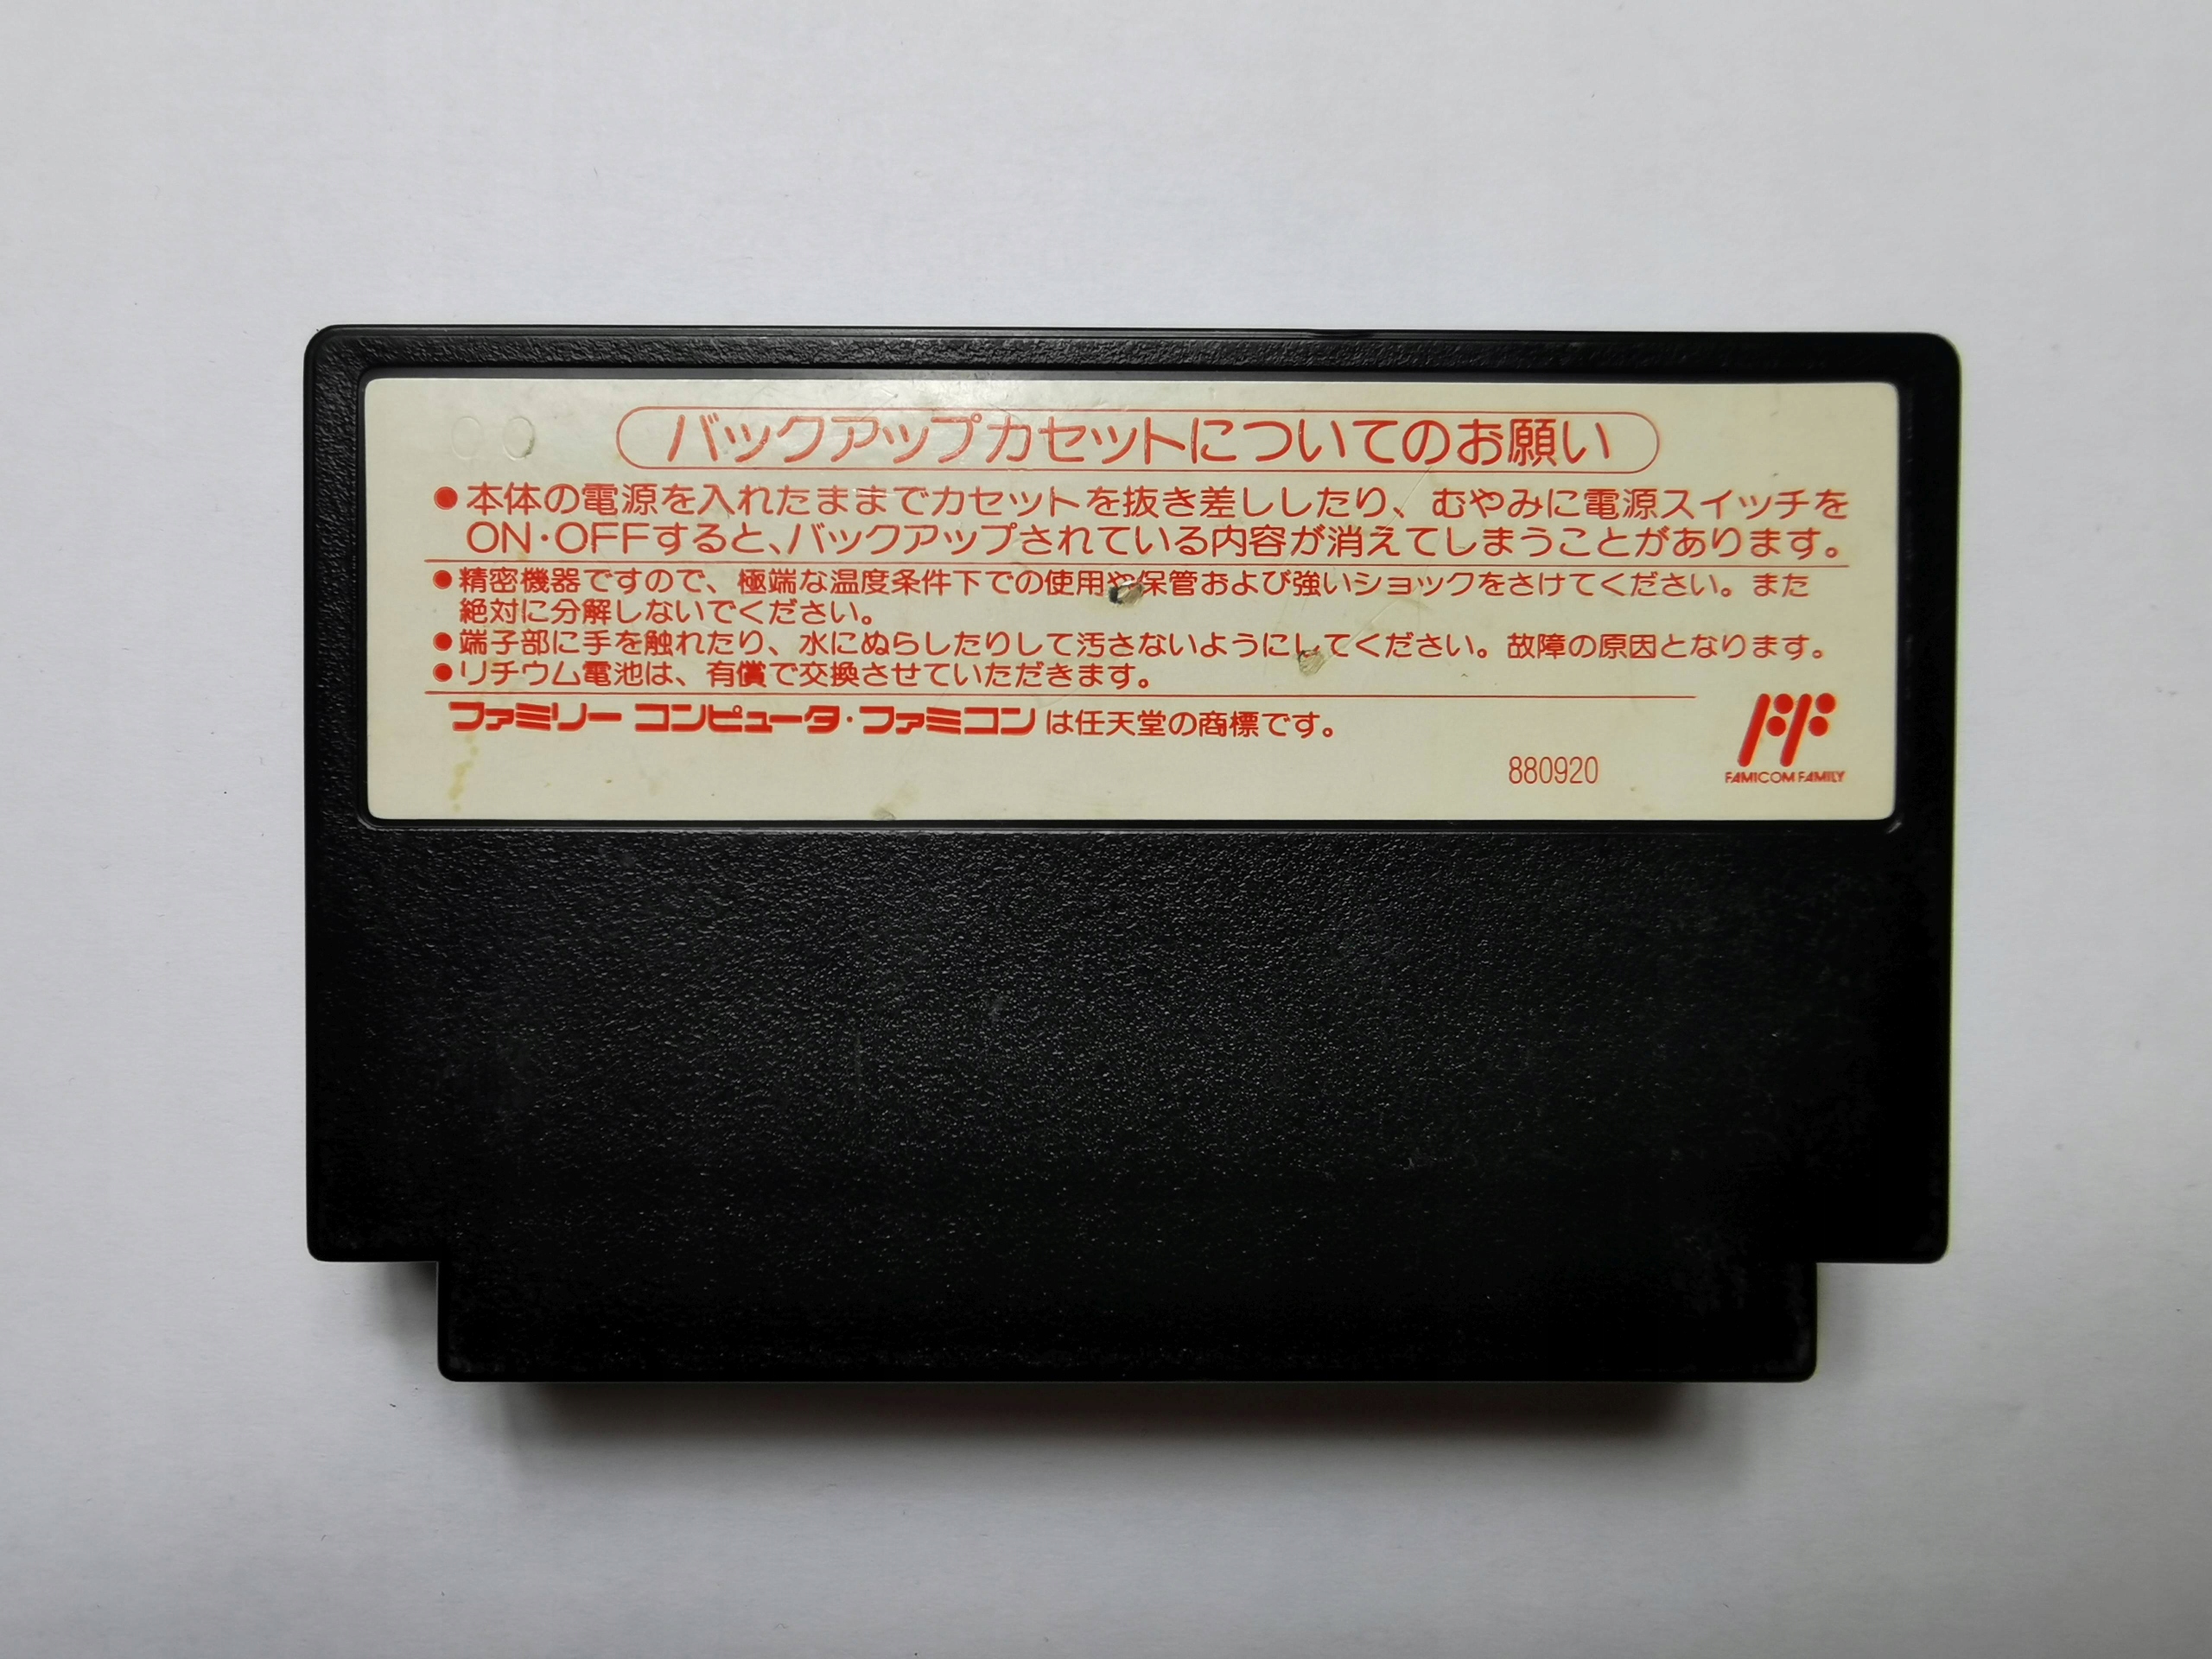 00
バックアップカセットについてのお願い
●本体の電源を入れたままでカセットを抜き差ししたり、むやみに電源スイッチを
ON・OFFすると、バックアップされている内容が消えてしまうことがあります。
●精密機器ですので、極端な温度条件下での使用や保管および強いショックをさけてください。また
絶対に分解しないでください。
●端子部に手を触れたり、水にぬらしたりして汚さないようにしてください。故障の原因となります。
●リチウム電池は、有償で交換させていただきます。
ファミリーコンピュータ・ファミコンは任天堂の商標です。
880920
FAMICOM FAMILY